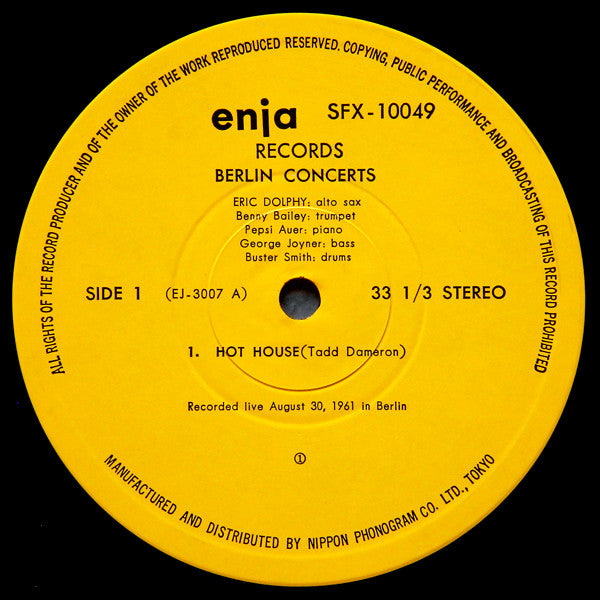 ALL RIGHTS OF THE RECORD PRODUCER AND OF THE OWNER OF THE WORK REPRODUCED RESERVED. COPYING, PUBLIC PERFORMANCE AND BROADCASTING OF THIS RECORD PROHIBITED
enja SFX-10049
RECORDS
BERLIN CONCERTS
ERIC DOLPHY: alto sax
Benny Bailey: trumpet
Pepsi Auer: piano
George Joyner: bass
Buster Smith: drums
SIDE 1 (EJ-3007 A) 33 1/3 STEREO
1. HOT HOUSE(Tadd Dameron)
Recorded live August 30, 1961 in Berlin
①
MANUFACTURED AND DISTRIBUTED BY NIPPON PHONOGRAM CO. LTD., TOKYO